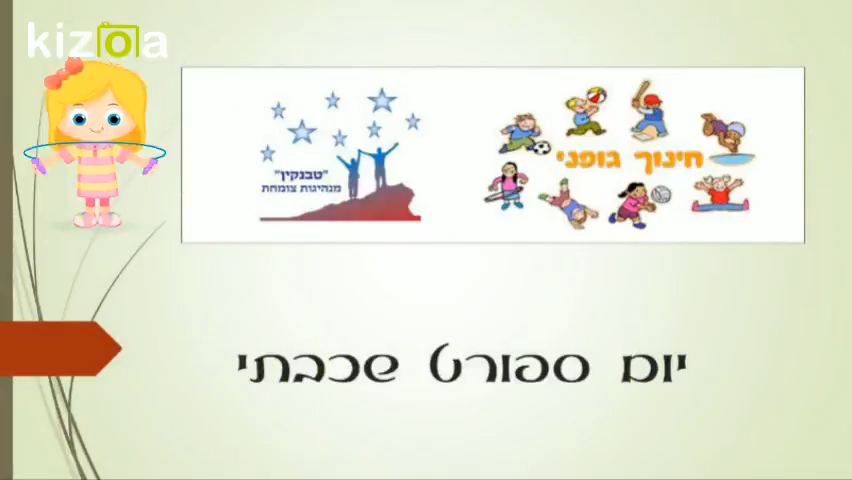 kizoa
"טבנקין"
מנהיגות צומחת
חינוך גופני
יום ספורט שכבתי